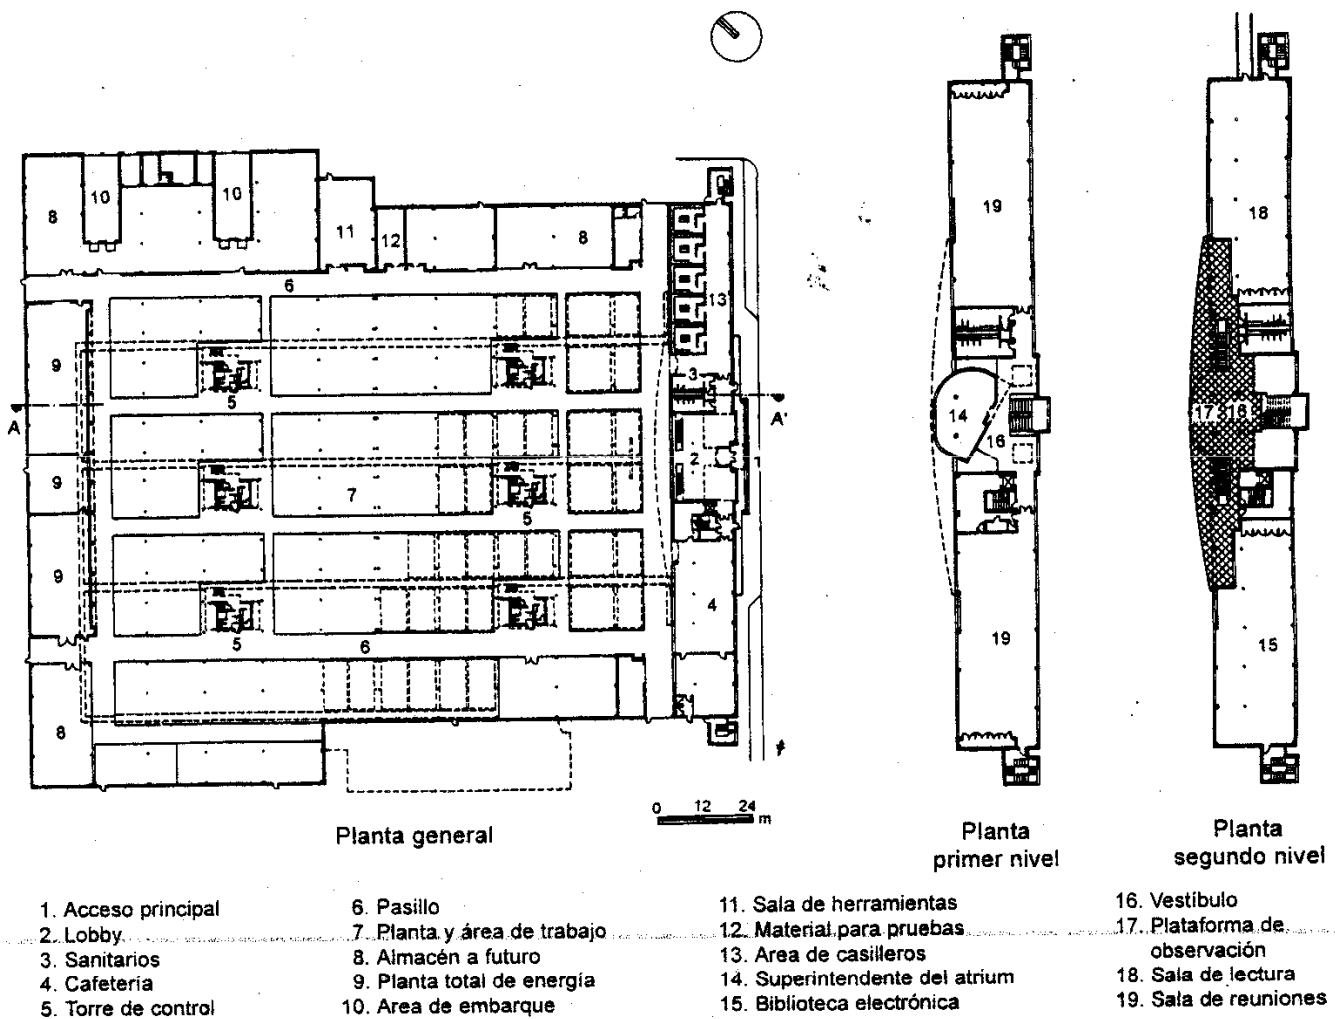 10
10
8
11
12
8
6
13
9
3
5
A
A'
2
9
7
5
9
4
5
6
8
19
14
16
19
18
17
16
15
0 12 24 m
Planta general
Planta
primer nivel
Planta
segundo nivel
1. Acceso principal
2. Lobby
3. Sanitarios
4. Cafetería
5. Torre de control
6. Pasillo
7. Planta y área de trabajo
8. Almacén a futuro
9. Planta total de energía
10. Area de embarque
11. Sala de herramientas
12. Material para pruebas
13. Area de casilleros
14. Superintendente del atrium
15. Biblioteca electrónica
16. Vestíbulo
17. Plataforma de
observación
18. Sala de lectura
19. Sala de reuniones